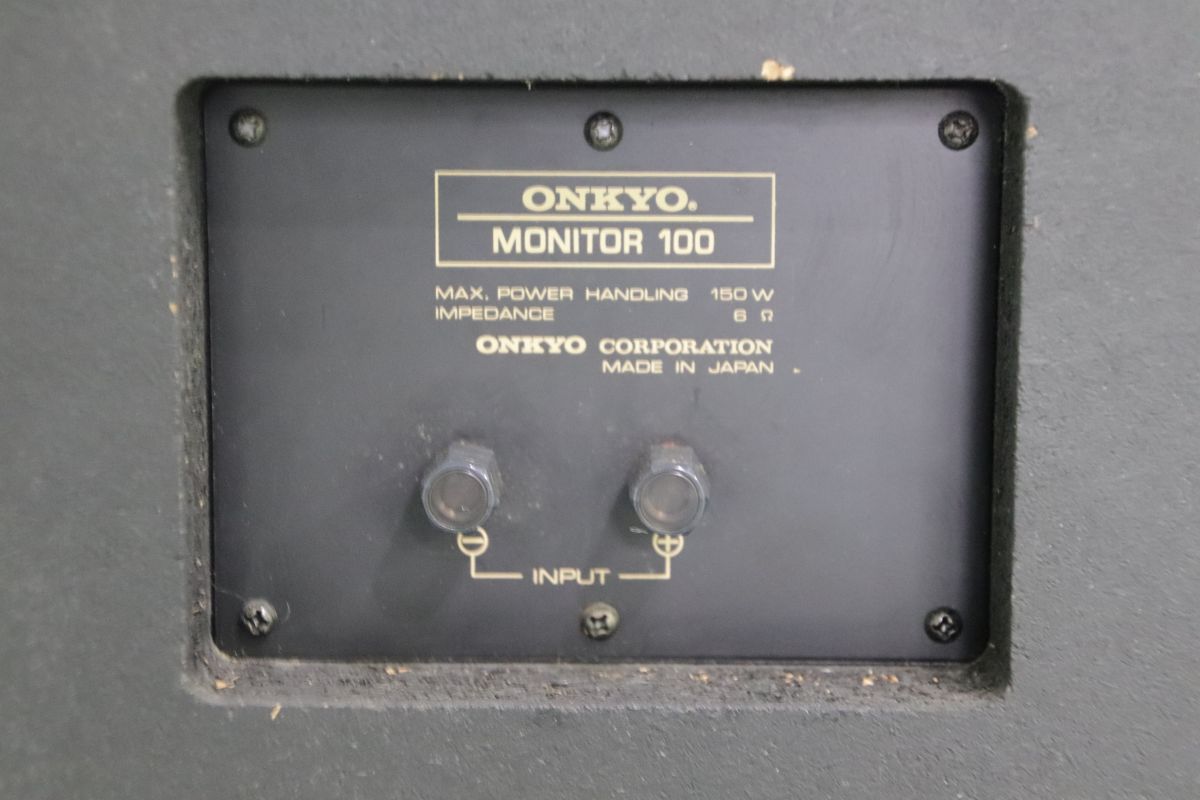 ONKYO®
MONITOR 100
MAX. POWER HANDLING 150 W
IMPEDANCE 6 Ω
ONKYO CORPORATION
MADE IN JAPAN
⊖ ⊕
INPUT